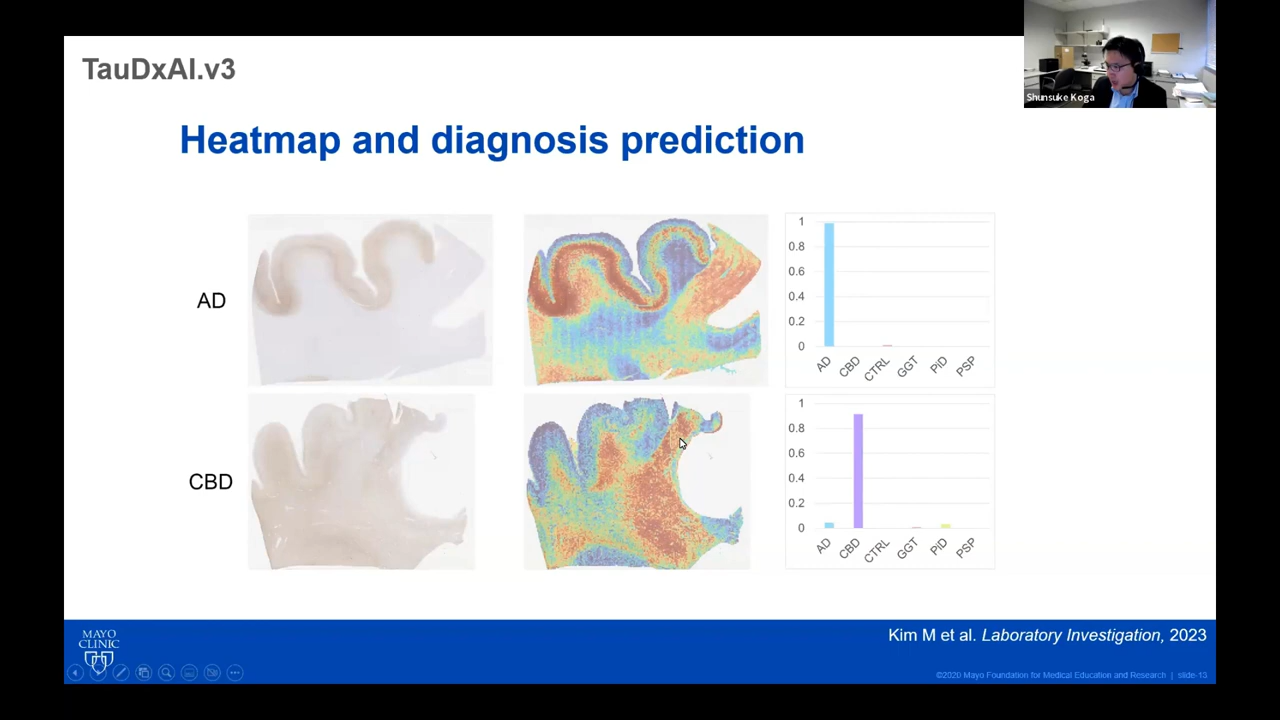 TauDxAI.v3
Shunsuke Koga
Heatmap and diagnosis prediction
AD
1
0.8
0.6
0.4
0.2
0
AD
CBD
CTRL
GGT
PID
PSP
CBD
1
0.8
0.6
0.4
0.2
0
AD
CBD
CTRL
GGT
PID
PSP
MAYO
CLINIC
Kim M et al. Laboratory Investigation, 2023
©2020 Mayo Foundation for Medical Education and Research | slide-13